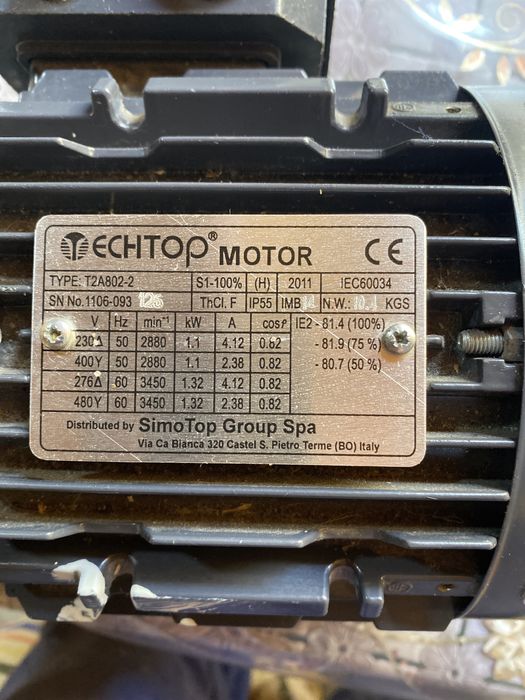 TECHTOP® MOTOR CE
TYPE: T2A802-2 S1-100% (H) 2011 IEC60034
SN No.1106-093 126 ThCl. F IP55 IMB N.W.: KGS
V Hz min⁻¹ kW A cosφ IE2 - 81.4 (100%)
230Δ 50 2880 1.1 4.12 0.82 - 81.9 (75 %)
400Y 50 2880 1.1 2.38 0.82 - 80.7 (50 %)
276Δ 60 3450 1.32 4.12 0.82
480Y 60 3450 1.32 2.38 0.82
Distributed by SimoTop Group Spa
Via Ca Bianca 320 Castel S. Pietro Terme (BO) Italy